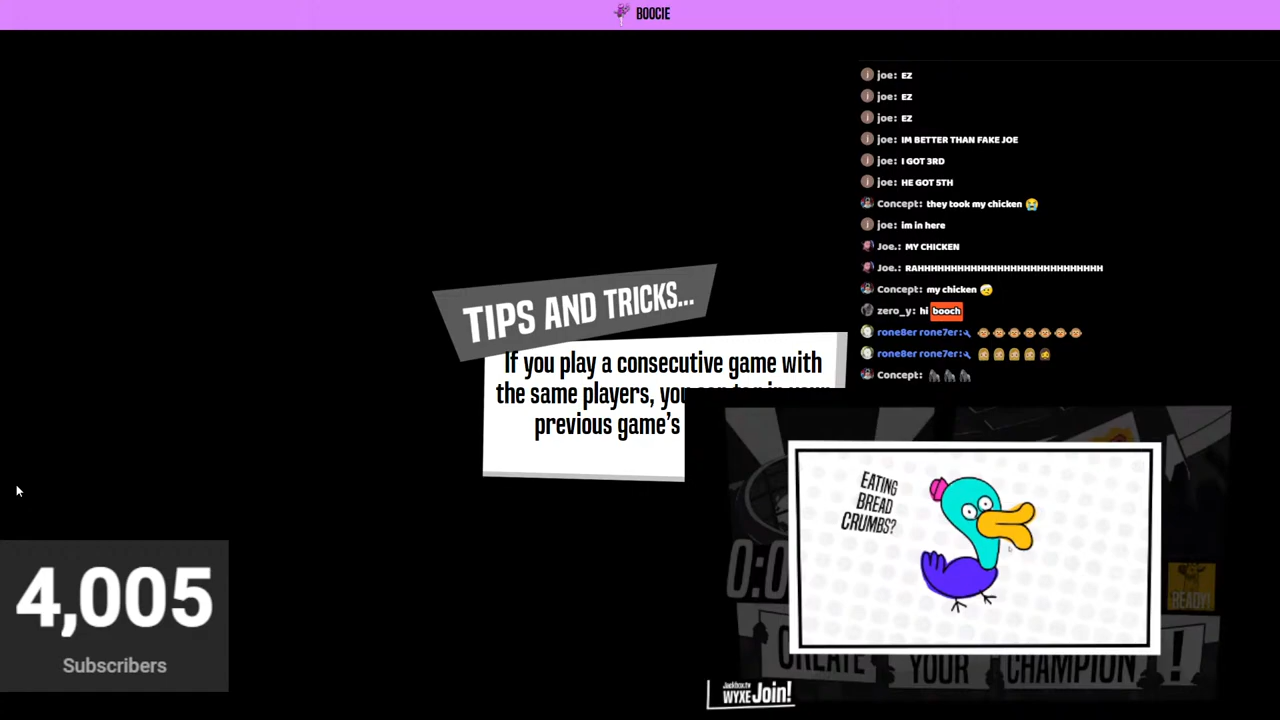 BOOCIE
joe: EZ
joe: EZ
joe: EZ
joe: IM BETTER THAN FAKE JOE
joe: I GOT 3RD
joe: HE GOT 5TH
Concept: they took my chicken 😭
joe: im in here
Joe.: MY CHICKEN
Joe.: RAHHHHHHHHHHHHHHHHHHHHHHHHHHHH
Concept: my chicken 🤕
zero_y: hi booch
rone8er rone7er:
Concept: 🦍🦍🦍
TIPS AND TRICKS...
If you play a consecutive game with
the same players, you
previous game's
EATING
BREAD
CRUMBS?
0:0
READY!
CREATE YOUR CHAMPION!
Jackbox.tv
WYXE Join!
4,005
Subscribers